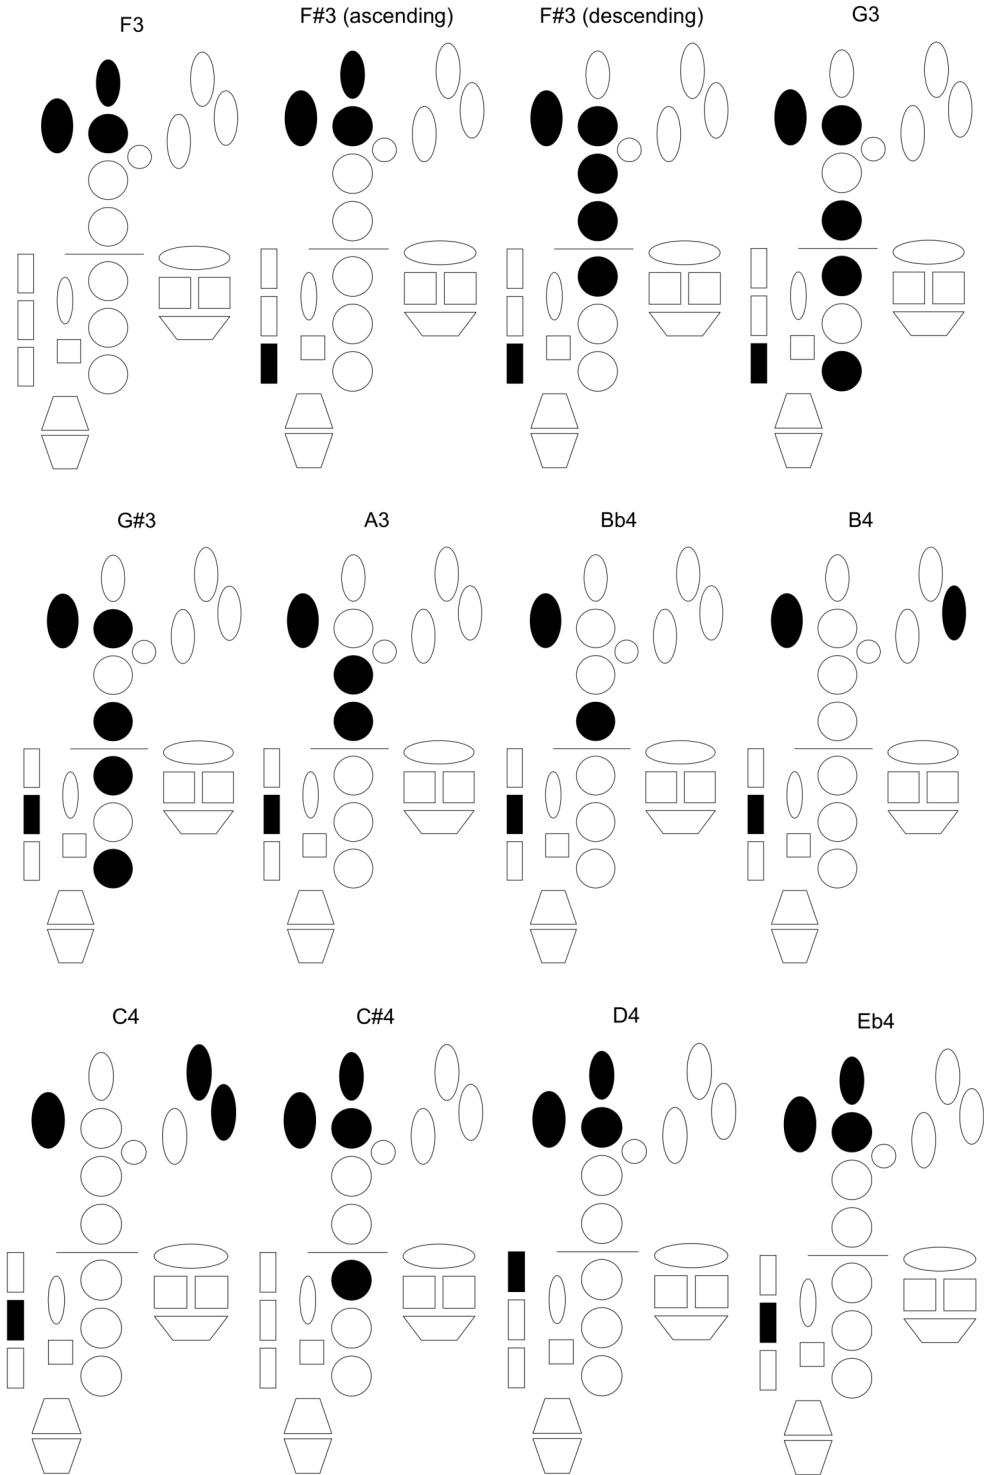 F3
F#3 (ascending)
F#3 (descending)
G3
G#3
A3
Bb4
B4
C4
C#4
D4
Eb4